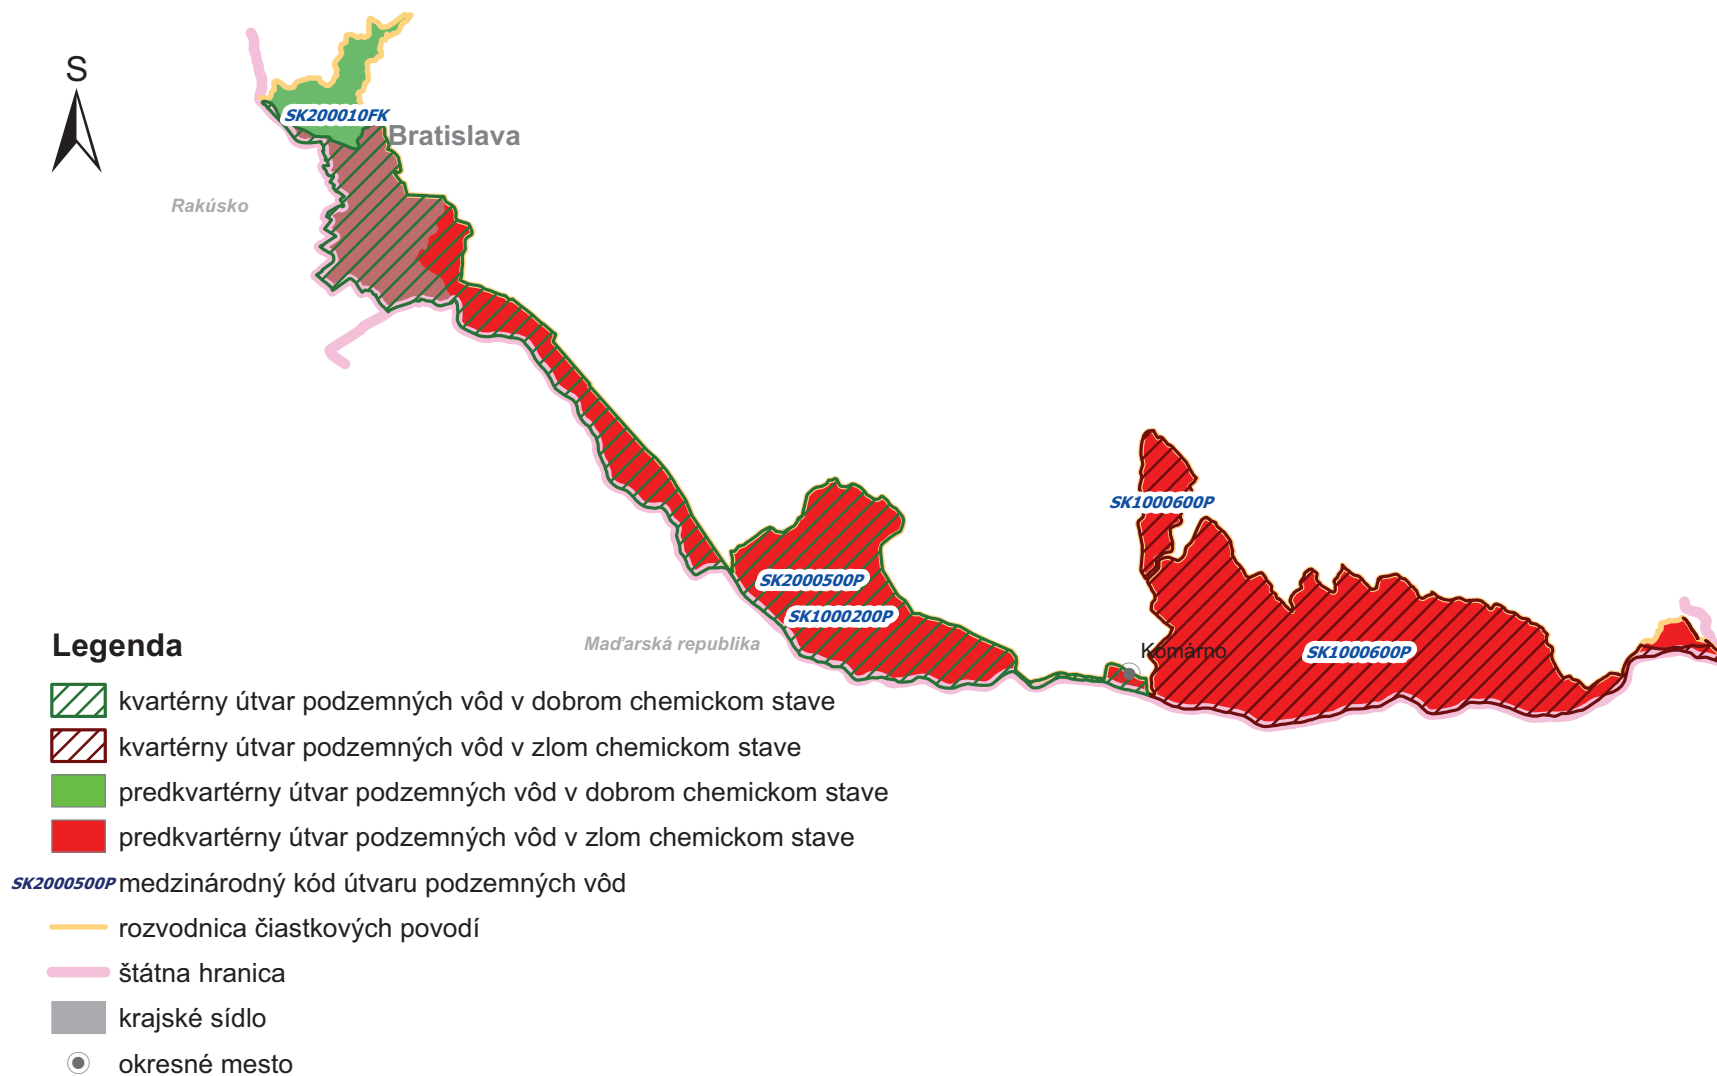 S
SK200010FK
Bratislava
Rakúsko
SK1000600P
SK2000500P
SK1000200P
Maďarská republika
Komárno
SK1000600P
Legenda
kvartérny útvar podzemných vôd v dobrom chemickom stave
kvartérny útvar podzemných vôd v zlom chemickom stave
predkvartérny útvar podzemných vôd v dobrom chemickom stave
predkvartérny útvar podzemných vôd v zlom chemickom stave
SK2000500P medzinárodný kód útvaru podzemných vôd
rozvodnica čiastkových povodí
štátna hranica
krajské sídlo
okresné mesto